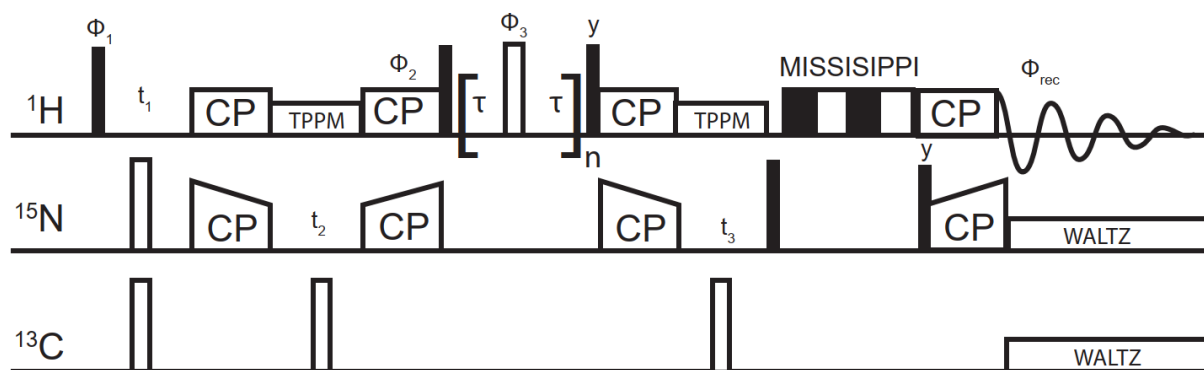 Φ1 Φ3 y
t1 Φ2 MISSISIPPI Φrec
1H CP TPPM CP [ τ τ ] CP TPPM CP
n
y
15N CP t2 CP CP t3 CP WALTZ
13C WALTZ